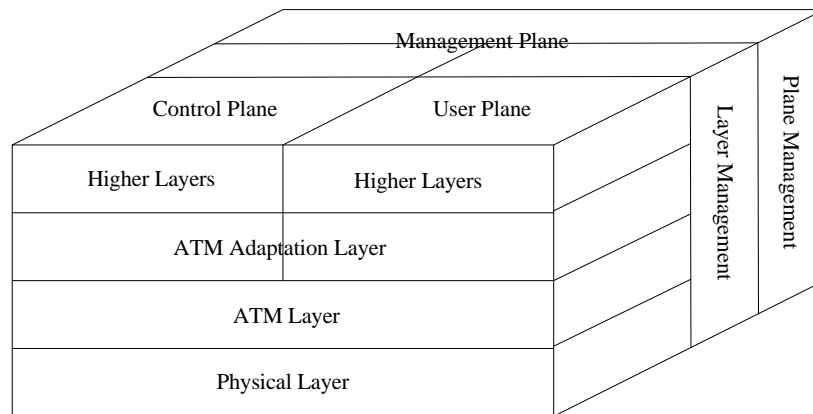 Management Plane
Control Plane
User Plane
Higher Layers
Higher Layers
ATM Adaptation Layer
ATM Layer
Physical Layer
Layer Management
Plane Management